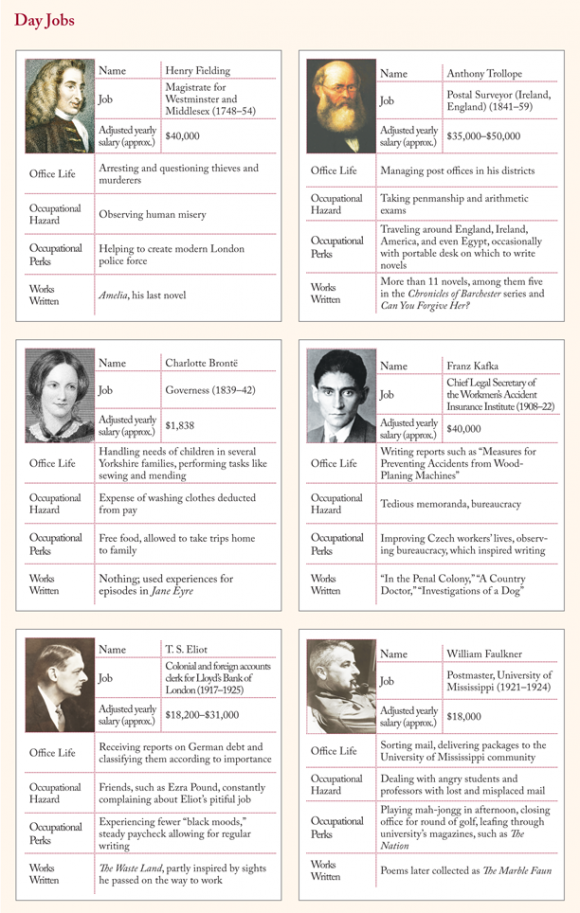 Day Jobs
Name
Henry Fielding
Job
Magistrate for
Westminster and
Middlesex (1748–54)
Adjusted yearly
salary (approx.)
$40,000
Office Life
Arresting and questioning thieves and
murderers
Occupational
Hazard
Observing human misery
Occupational
Perks
Helping to create modern London
police force
Works
Written
Amelia, his last novel
Name
Anthony Trollope
Job
Postal Surveyor (Ireland,
England) (1841–59)
Adjusted yearly
salary (approx.)
$35,000–$50,000
Office Life
Managing post offices in his districts
Occupational
Hazard
Taking penmanship and arithmetic
exams
Occupational
Perks
Traveling around England, Ireland,
America, and even Egypt, occasionally
with portable desk on which to write
novels
Works
Written
More than 11 novels, among them five
in the Chronicles of Barchester series and
Can You Forgive Her?
Name
Charlotte Brontë
Job
Governess (1839–42)
Adjusted yearly
salary (approx.)
$1,838
Office Life
Handling needs of children in several
Yorkshire families, performing tasks like
sewing and mending
Occupational
Hazard
Expense of washing clothes deducted
from pay
Occupational
Perks
Free food, allowed to take trips home
to family
Works
Written
Nothing; used experiences for
episodes in Jane Eyre
Name
Franz Kafka
Job
Chief Legal Secretary of
the Workmen's Accident
Insurance Institute (1908–22)
Adjusted yearly
salary (approx.)
$40,000
Office Life
Writing reports such as “Measures for
Preventing Accidents from Wood-
Planing Machines”
Occupational
Hazard
Tedious memoranda, bureaucracy
Occupational
Perks
Improving Czech workers’ lives, observ-
ing bureaucracy, which inspired writing
Works
Written
“In the Penal Colony,” “A Country
Doctor,” “Investigations of a Dog”
Name
T. S. Eliot
Job
Colonial and foreign accounts
clerk for Lloyd’s Bank of
London (1917–1925)
Adjusted yearly
salary (approx.)
$18,200–$31,000
Office Life
Receiving reports on German debt and
classifying them according to importance
Occupational
Hazard
Friends, such as Ezra Pound, constantly
complaining about Eliot’s pitiful job
Occupational
Perks
Experiencing fewer “black moods,”
steady paycheck allowing for regular
writing
Works
Written
The Waste Land, partly inspired by sights
he passed on the way to work
Name
William Faulkner
Job
Postmaster, University of
Mississippi (1921–1924)
Adjusted yearly
salary (approx.)
$18,000
Office Life
Sorting mail, delivering packages to the
University of Mississippi community
Occupational
Hazard
Dealing with angry students and
professors with lost and misplaced mail
Occupational
Perks
Playing mah-jongg in afternoon, closing
office for round of golf, leafing through
university’s magazines, such as The
Nation
Works
Written
Poems later collected as The Marble Faun